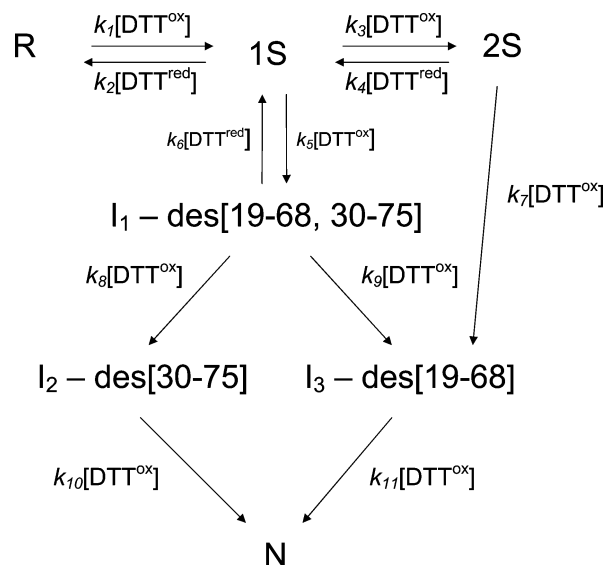 k₁[DTTᵒˣ] k₃[DTTᵒˣ]
R 1S 2S
k₂[DTTʳᵉᵈ] k₄[DTTʳᵉᵈ]
k₆[DTTʳᵉᵈ] k₅[DTTᵒˣ]
k₇[DTTᵒˣ]
I₁ – des[19-68, 30-75]
k₈[DTTᵒˣ] k₉[DTTᵒˣ]
I₂ – des[30-75] I₃ – des[19-68]
k₁₀[DTTᵒˣ] k₁₁[DTTᵒˣ]
N